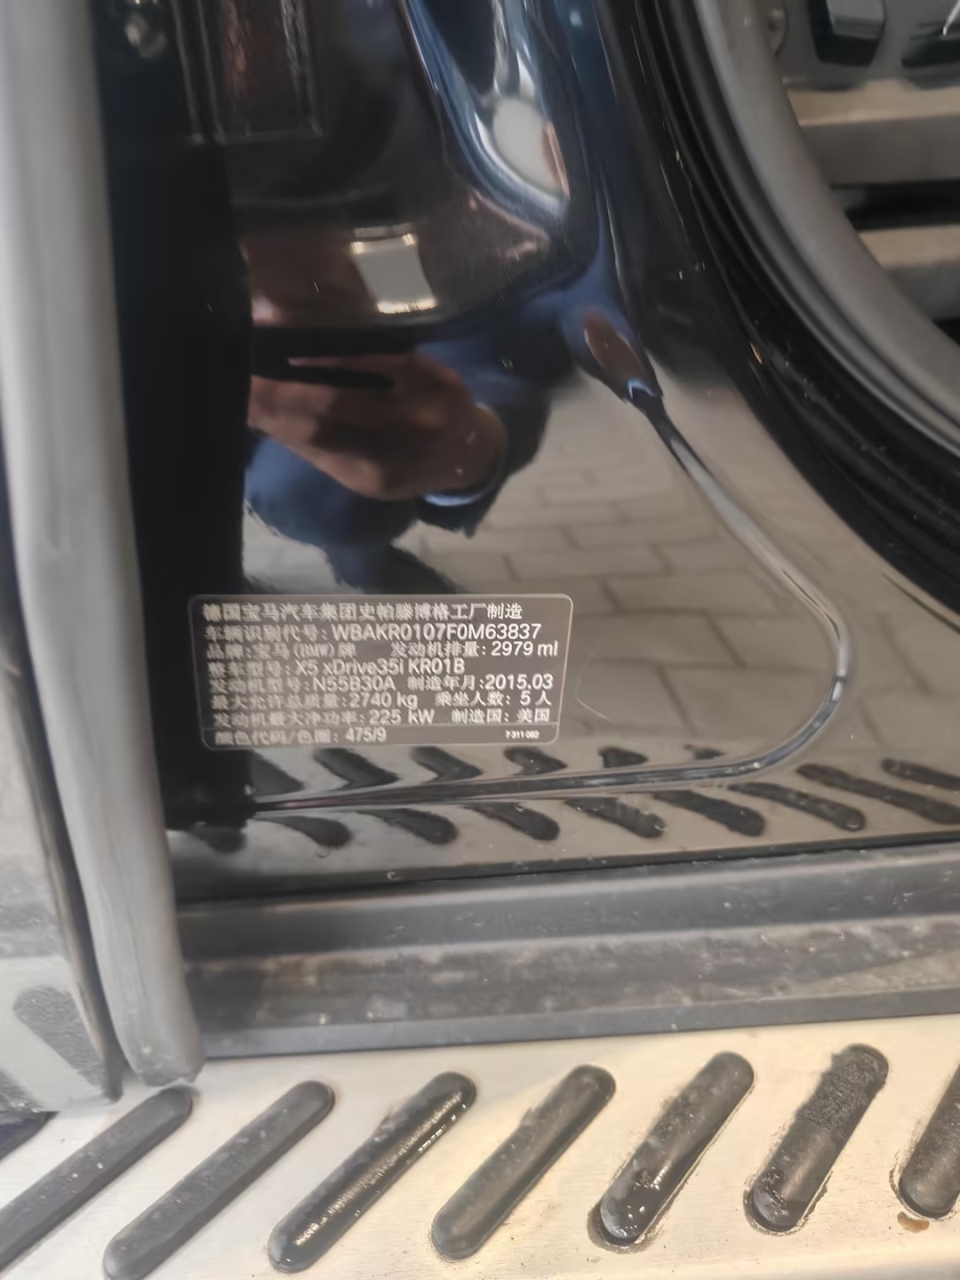 德国宝马汽车集团史帕滕博格工厂制造
车辆识别代号: WBAKR0107F0M63837
品牌: 宝马(BMW)牌 发动机排量: 2979 ml
整车型号: X5 xDrive35i KR01B
发动机型号: N55B30A 制造年月: 2015.03
最大允许总质量: 2740 kg 乘坐人数: 5 人
发动机最大净功率: 225 kW 制造国: 美国
颜色代码/色圈: 475/9 7 311 082